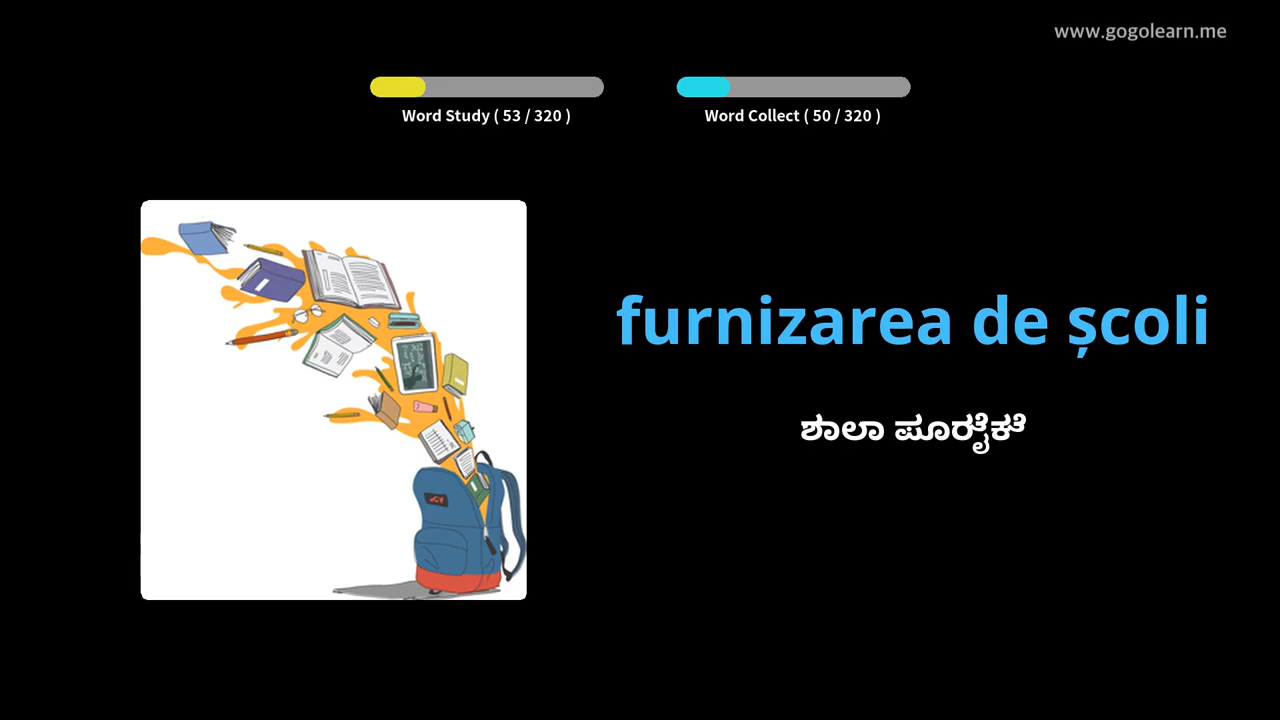 www.gogolearn.me
Word Study ( 53 / 320 )
Word Collect ( 50 / 320 )
furnizarea de școli
ಶಾಲಾ ಪೂರೈಕೆ